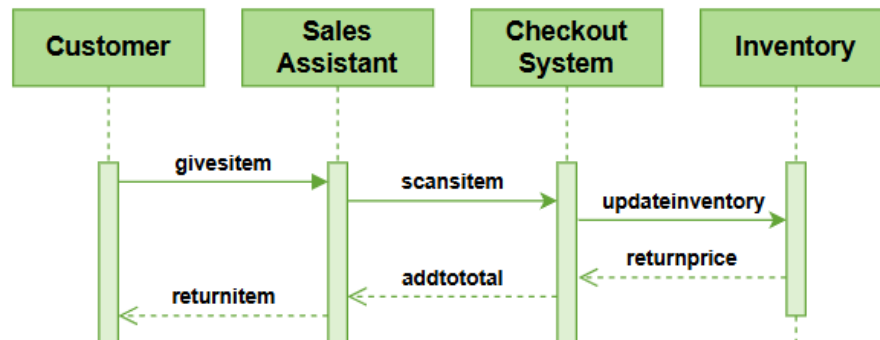 Customer
Sales
Assistant
Checkout
System
Inventory
givesitem
scansitem
updateinventory
returnprice
addtototal
returnitem